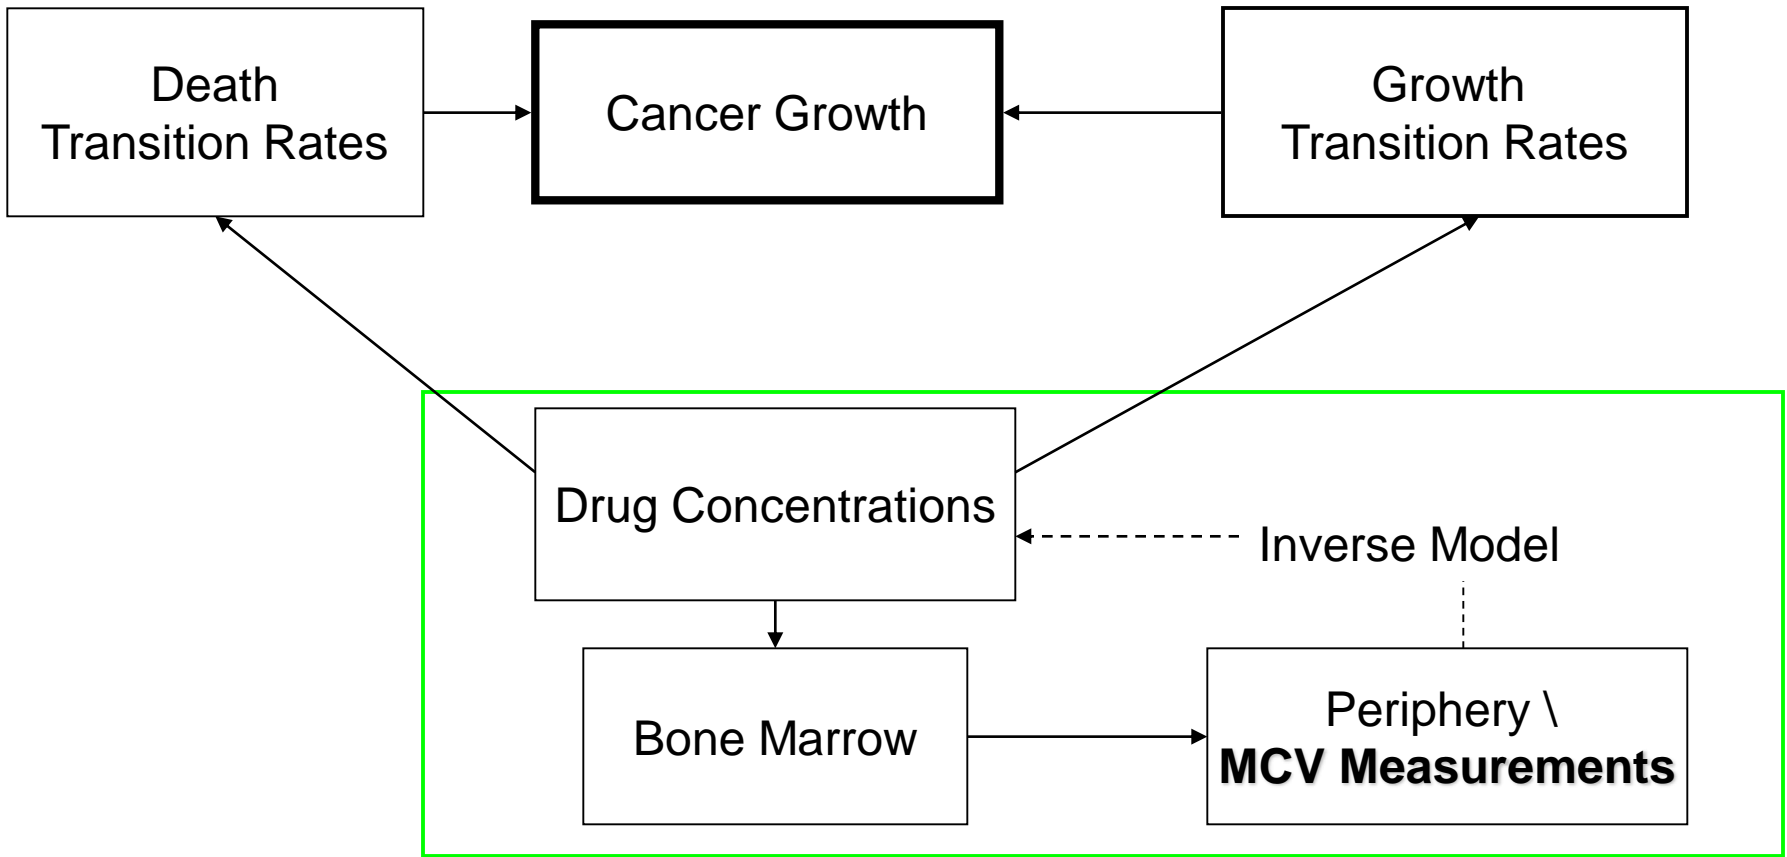 Death
Transition Rates
Cancer Growth
Growth
Transition Rates
Drug Concentrations
Inverse Model
Bone Marrow
Periphery \
MCV Measurements